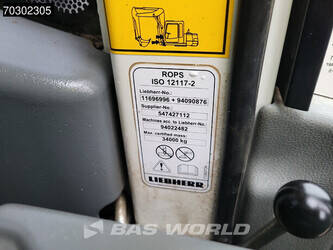 70302305
ROPS
ISO 12117-2
Liebherr-No.:
11696996 + 94090876
Supplier-No.:
547427112
Machines acc. to Liebherr-No.:
94022482
Max. certified mass:
34000 kg
LIEBHERR
BAS WORLD